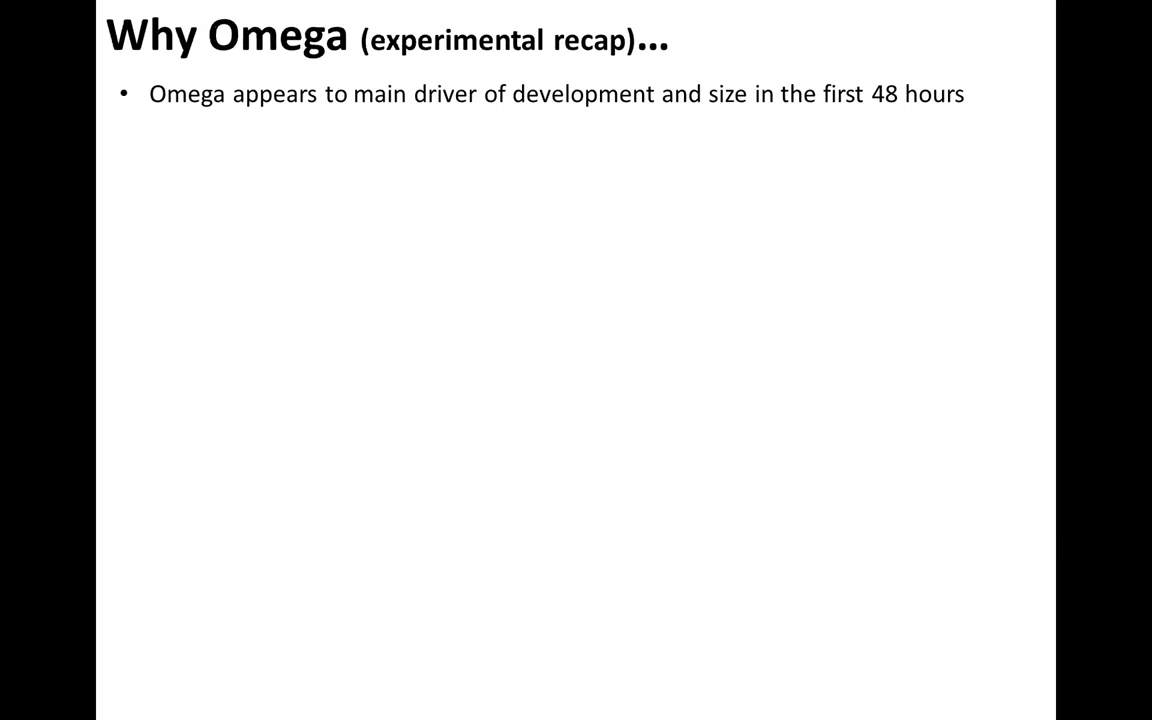 Why Omega (experimental recap)...
• Omega appears to main driver of development and size in the first 48 hours